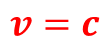 v = c